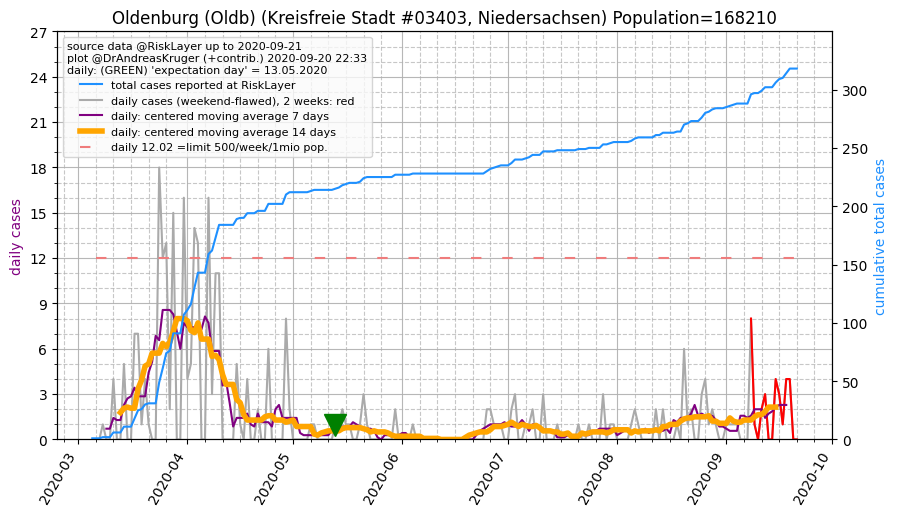 Oldenburg (Oldb) (Kreisfreie Stadt #03403, Niedersachsen) Population=168210
source data @RiskLayer up to 2020-09-21
plot @DrAndreasKruger (+contrib.) 2020-09-20 22:33
daily: (GREEN) 'expectation day' = 13.05.2020
total cases reported at RiskLayer
daily cases (weekend-flawed), 2 weeks: red
daily: centered moving average 7 days
daily: centered moving average 14 days
daily 12.02 =limit 500/week/1mio pop.
daily cases
27
24
21
18
15
12
9
6
3
0
300
250
200
150
100
50
0
cumulative total cases
2020-03
2020-04
2020-05
2020-06
2020-07
2020-08
2020-09
2020-10